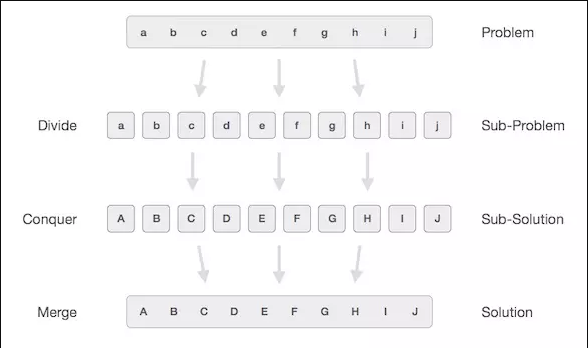 a b c d e f g h i j Problem
Divide a b c d e f g h i j Sub-Problem
Conquer A B C D E F G H I J Sub-Solution
Merge A B C D E F G H I J Solution